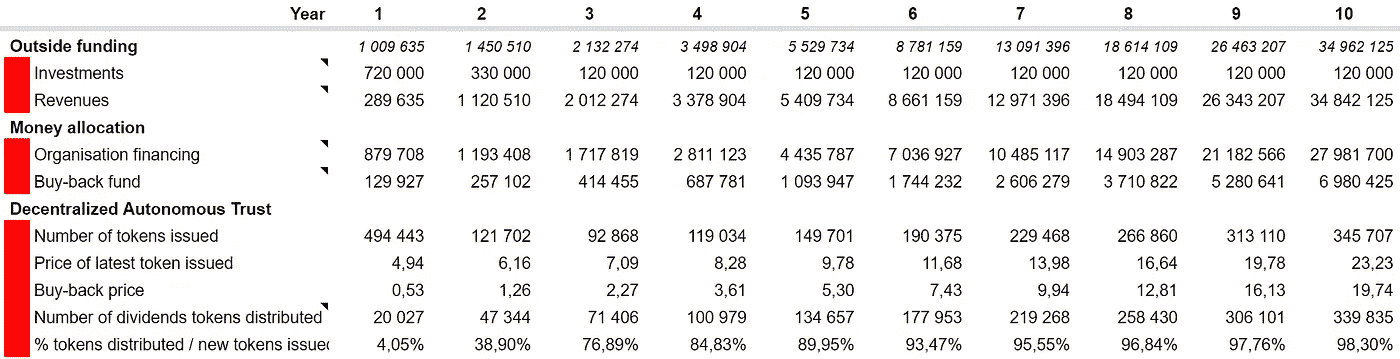 Year 1 2 3 4 5 6 7 8 9 10
Outside funding 1 009 635 1 450 510 2 132 274 3 498 904 5 529 734 8 781 159 13 091 396 18 614 109 26 463 207 34 962 125
Investments 720 000 330 000 120 000 120 000 120 000 120 000 120 000 120 000 120 000 120 000
Revenues 289 635 1 120 510 2 012 274 3 378 904 5 409 734 8 661 159 12 971 396 18 494 109 26 343 207 34 842 125
Money allocation
Organisation financing 879 708 1 193 408 1 717 819 2 811 123 4 435 787 7 036 927 10 485 117 14 903 287 21 182 566 27 981 700
Buy-back fund 129 927 257 102 414 455 687 781 1 093 947 1 744 232 2 606 279 3 710 822 5 280 641 6 980 425
Decentralized Autonomous Trust
Number of tokens issued 494 443 121 702 92 868 119 034 149 701 190 375 229 468 266 860 313 110 345 707
Price of latest token issued 4,94 6,16 7,09 8,28 9,78 11,68 13,98 16,64 19,78 23,23
Buy-back price 0,53 1,26 2,27 3,61 5,30 7,43 9,94 12,81 16,13 19,74
Number of dividends tokens distributed 20 027 47 344 71 406 100 979 134 657 177 953 219 268 258 430 306 101 339 835
% tokens distributed / new tokens issued 4,05% 38,90% 76,89% 84,83% 89,95% 93,47% 95,55% 96,84% 97,76% 98,30%